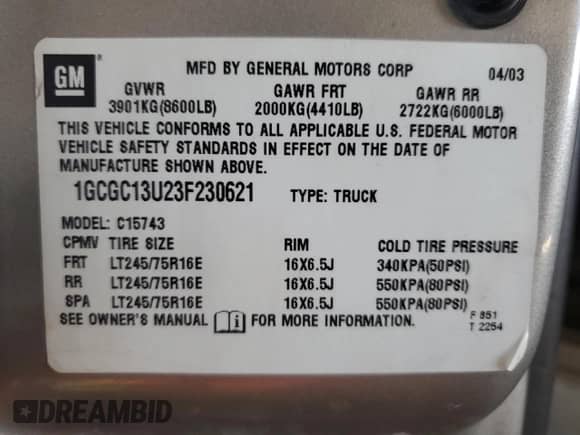 GM
MFD BY GENERAL MOTORS CORP 04/03
GVWR GAWR FRT GAWR RR
3901KG(8600LB) 2000KG(4410LB) 2722KG(6000LB)
THIS VEHICLE CONFORMS TO ALL APPLICABLE U.S. FEDERAL MOTOR
VEHICLE SAFETY STANDARDS IN EFFECT ON THE DATE OF
MANUFACTURE SHOWN ABOVE.
1GCGC13U23F230621 TYPE: TRUCK
MODEL: C15743
CPMV TIRE SIZE RIM COLD TIRE PRESSURE
FRT LT245/75R16E 16X6.5J 340KPA(50PSI)
RR LT245/75R16E 16X6.5J 550KPA(80PSI)
SPA LT245/75R16E 16X6.5J 550KPA(80PSI)
SEE OWNER'S MANUAL i FOR MORE INFORMATION.
F 851
T 2254
DREAMBID